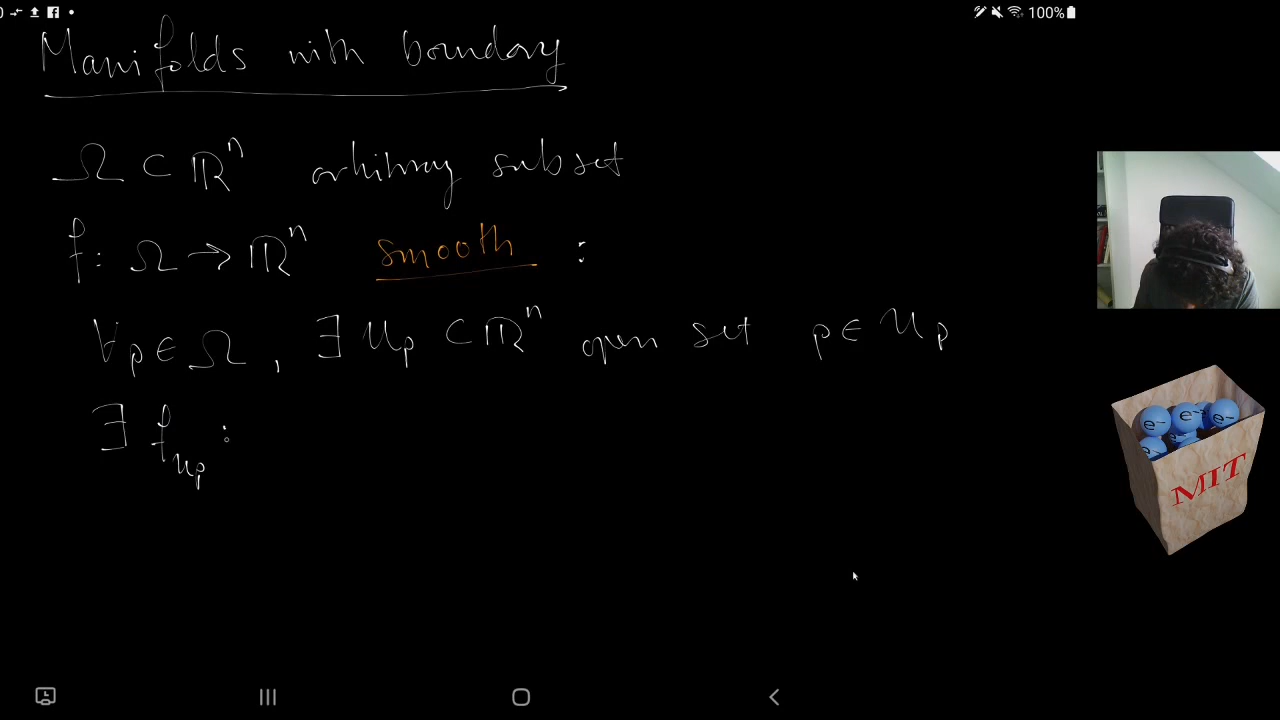 100%
Manifolds with boundary
Ω ⊂ ℝⁿ arbitrary subset
f: Ω → ℝⁿ smooth :
∀p ∈ Ω, ∃ U_p ⊂ ℝⁿ open set p ∈ U_p
∃ f_{U_p} :
e⁻ e⁻ e⁻
e⁻
MIT